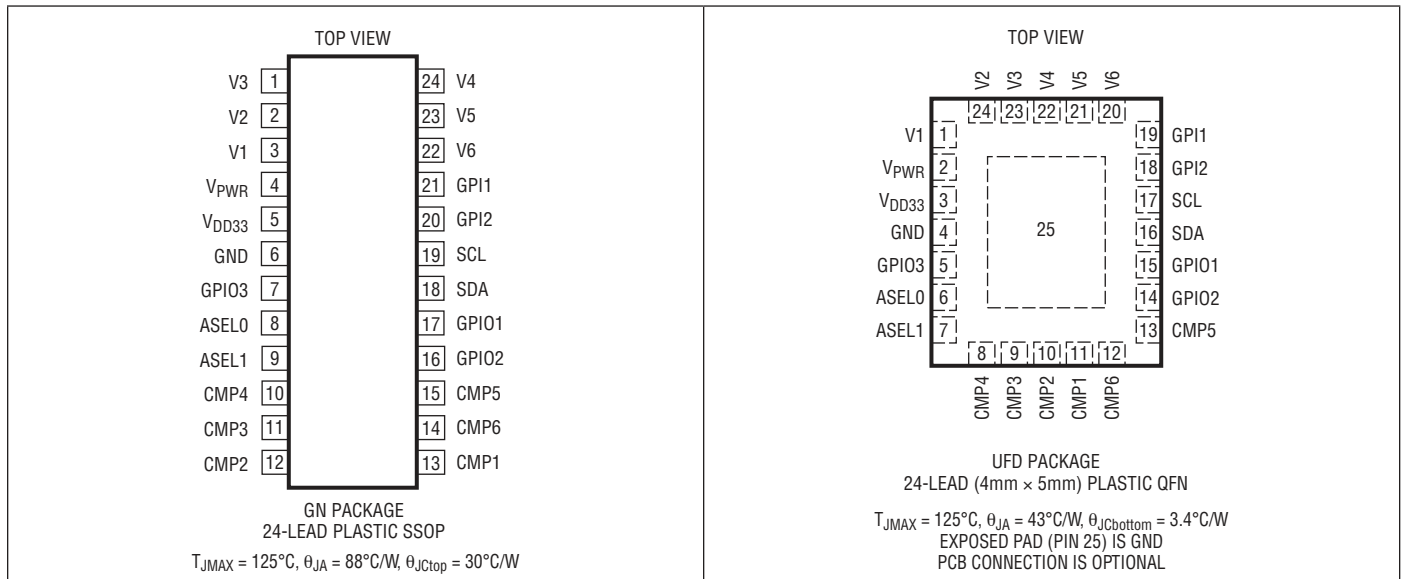 TOP VIEW
V3 1
V2 2
V1 3
VPWR 4
VDD33 5
GND 6
GPIO3 7
ASEL0 8
ASEL1 9
CMP4 10
CMP3 11
CMP2 12
24 V4
23 V5
22 V6
21 GPI1
20 GPI2
19 SCL
18 SDA
17 GPIO1
16 GPIO2
15 CMP5
14 CMP6
13 CMP1
GN PACKAGE
24-LEAD PLASTIC SSOP
TJMAX = 125°C, θJA = 88°C/W, θJCtop = 30°C/W
TOP VIEW
V2 V3 V4 V5 V6
24 23 22 21 20
V1 1
VPWR 2
VDD33 3
GND 4
GPIO3 5
ASEL0 6
ASEL1 7
25
19 GPI1
18 GPI2
17 SCL
16 SDA
15 GPIO1
14 GPIO2
13 CMP5
8 9 10 11 12
CMP4 CMP3 CMP2 CMP1 CMP6
UFD PACKAGE
24-LEAD (4mm × 5mm) PLASTIC QFN
TJMAX = 125°C, θJA = 43°C/W, θJCbottom = 3.4°C/W
EXPOSED PAD (PIN 25) IS GND
PCB CONNECTION IS OPTIONAL